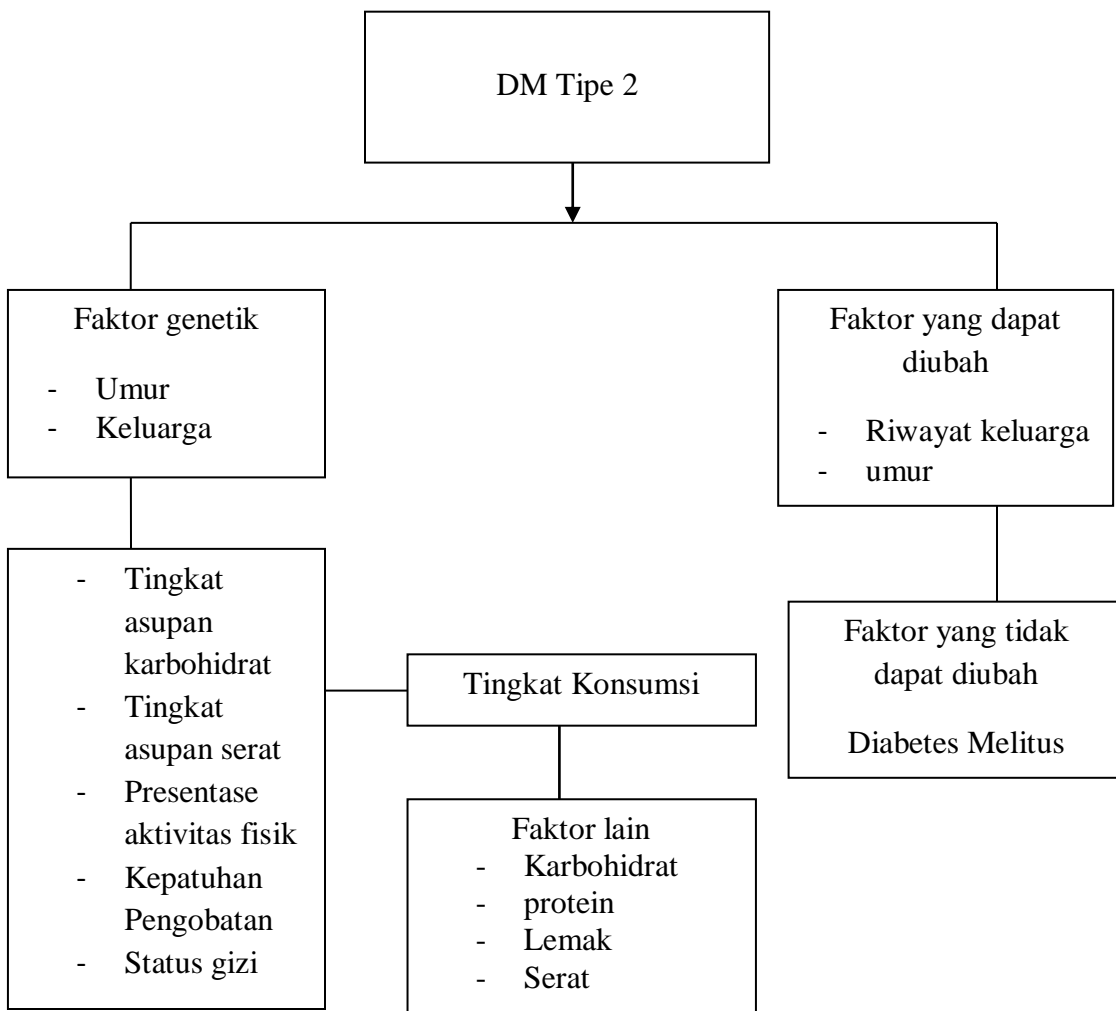 DM Tipe 2
Faktor genetik
- Umur
- Keluarga
Faktor yang dapat
diubah
- Riwayat keluarga
- umur
- Tingkat
asupan
karbohidrat
- Tingkat
asupan serat
- Presentase
aktivitas fisik
- Kepatuhan
Pengobatan
- Status gizi
Tingkat Konsumsi
Faktor lain
- Karbohidrat
- protein
- Lemak
- Serat
Faktor yang tidak
dapat diubah
Diabetes Melitus